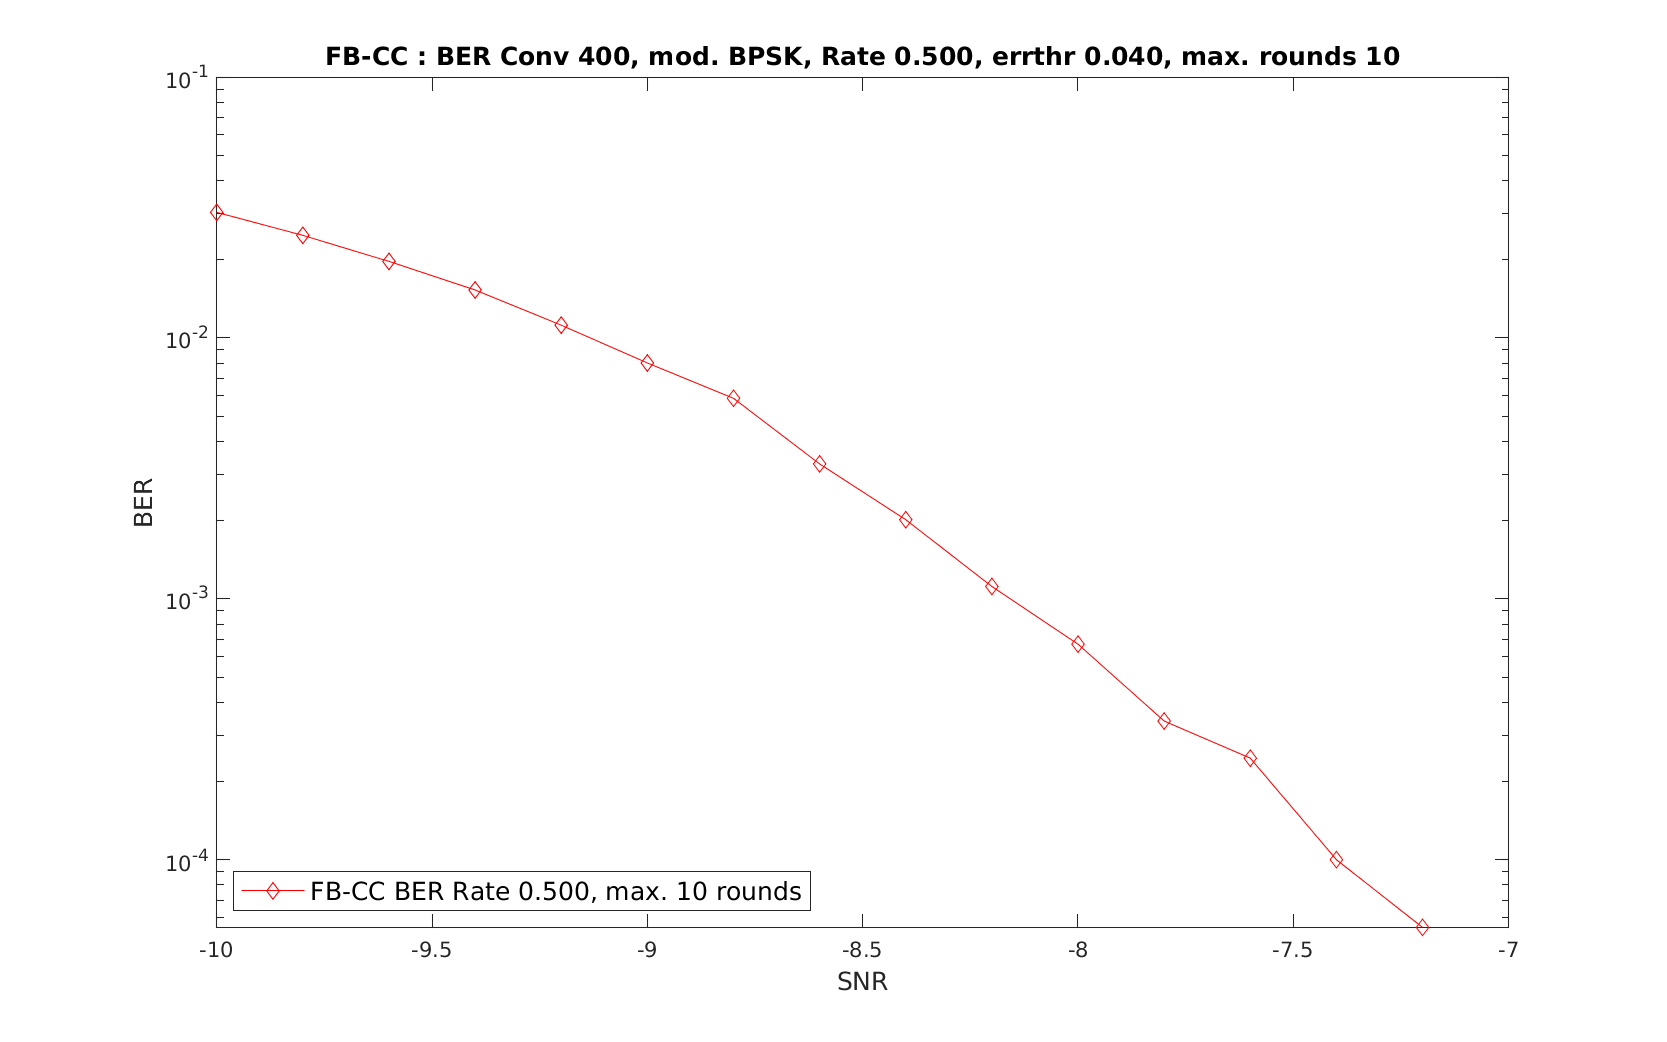 FB-CC : BER Conv 400, mod. BPSK, Rate 0.500, errthr 0.040, max. rounds 10
10^-1
10^-2
10^-3
10^-4
BER
FB-CC BER Rate 0.500, max. 10 rounds
-10 -9.5 -9 -8.5 -8 -7.5 -7
SNR